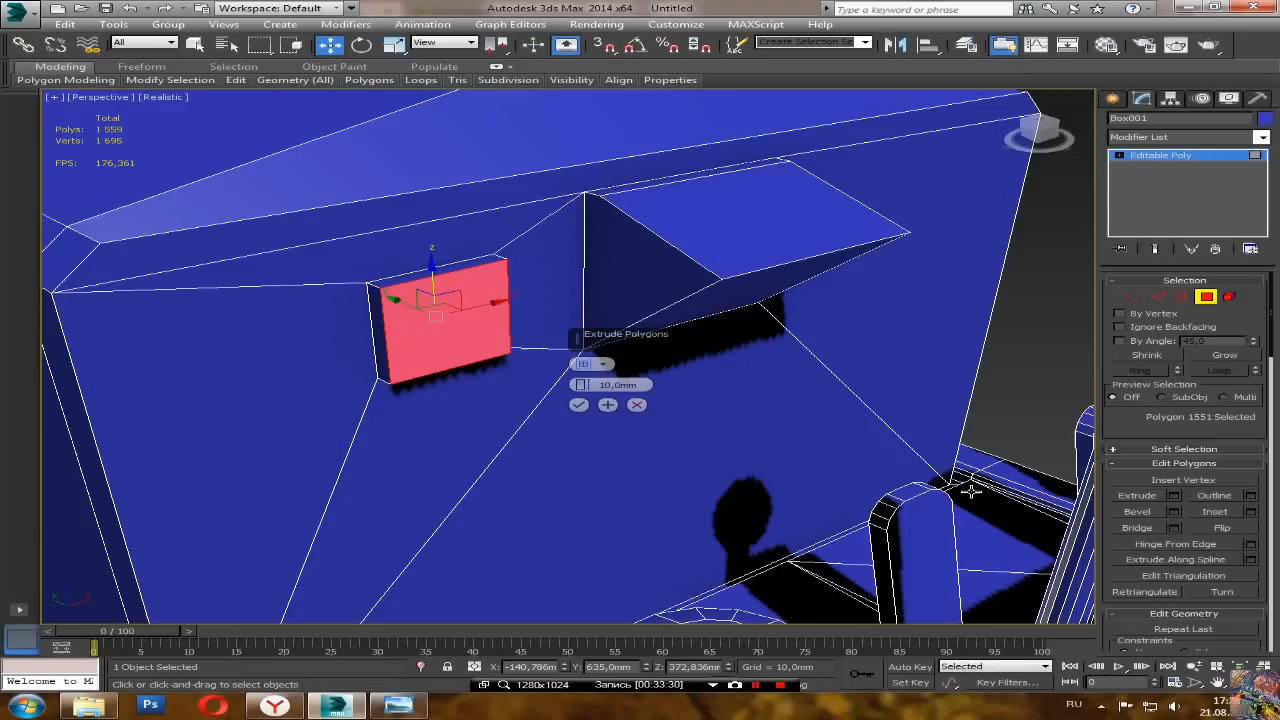 Workspace: Default
Autodesk 3ds Max 2014 x64
Untitled
Type a keyword or phrase
Edit Tools Group Views Create Modifiers Animation Graph Editors Rendering Customize MAXScript Help
All
View
Create Selection Se
Modeling Freeform Selection Object Paint Populate
Polygon Modeling Modify Selection Edit Geometry (All) Polygons Loops Tris Subdivision Visibility Align Properties
[ + ] [ Perspective ] [ Realistic ]
Total
Polys: 1 559
Verts: 1 695
FPS: 176,361
z
Extrude Polygons
10,0mm
Box001
Modifier List
Editable Poly
- Selection
By Vertex
Ignore Backfacing
By Angle: 45,0
Shrink Grow
Ring Loop
Preview Selection
Off SubObj Multi
Polygon 1551 Selected
+ Soft Selection
- Edit Polygons
Insert Vertex
Extrude Outline
Bevel Inset
Bridge Flip
Hinge From Edge
Extrude Along Spline
Edit Triangulation
Retriangulate Turn
- Edit Geometry
Repeat Last
Constraints
0 / 100
0 5 10 15 20 25 30 35 40 45 50 55 60 65 70 75 80 85 90 95 100
1 Object Selected
X: -140,786m Y: 635,0mm Z: 372,836mm Grid = 10,0mm
Auto Key Selected
Welcome to M
Click or click-and-drag to select objects
1280x1024 Запись [00:33:30]
Set Key Key Filters...
0
RU